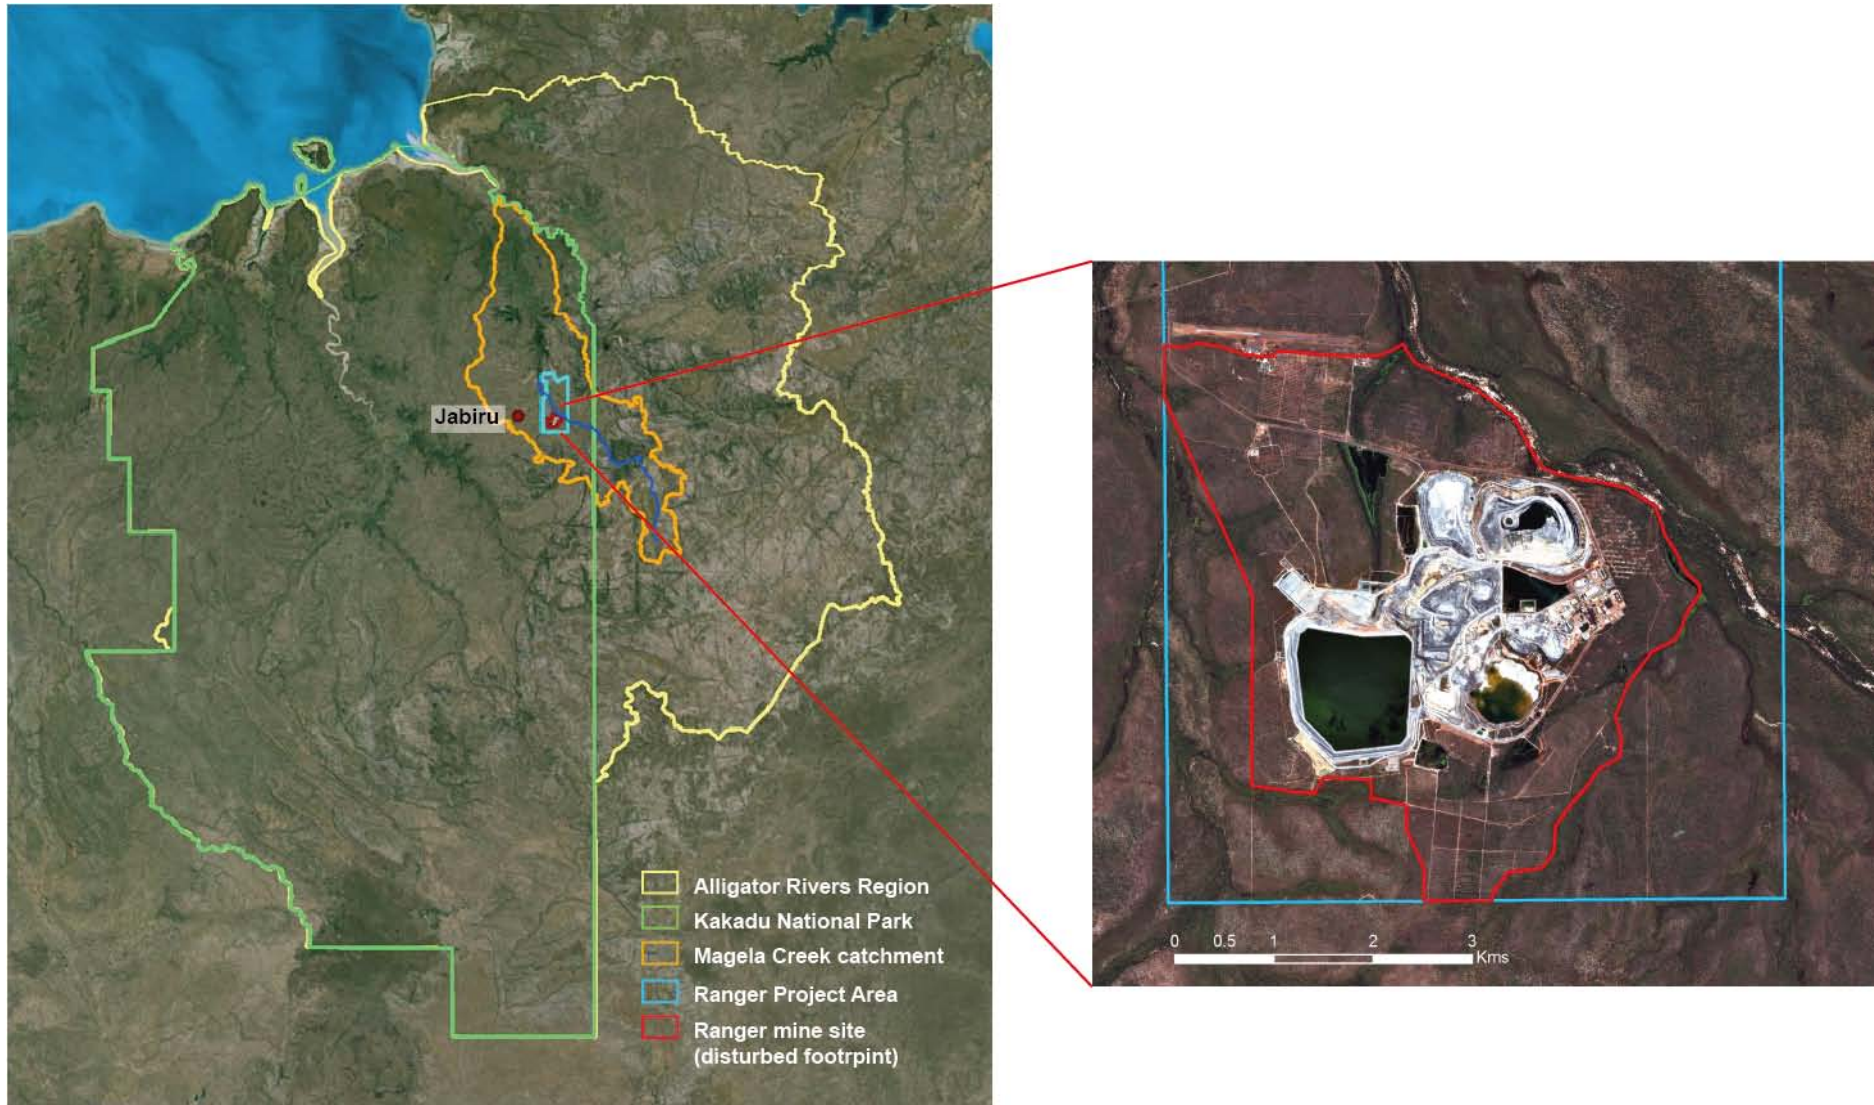 Jabiru
Alligator Rivers Region
Kakadu National Park
Magela Creek catchment
Ranger Project Area
Ranger mine site
(disturbed footrpint)
0 0.5 1 2 3
Kms